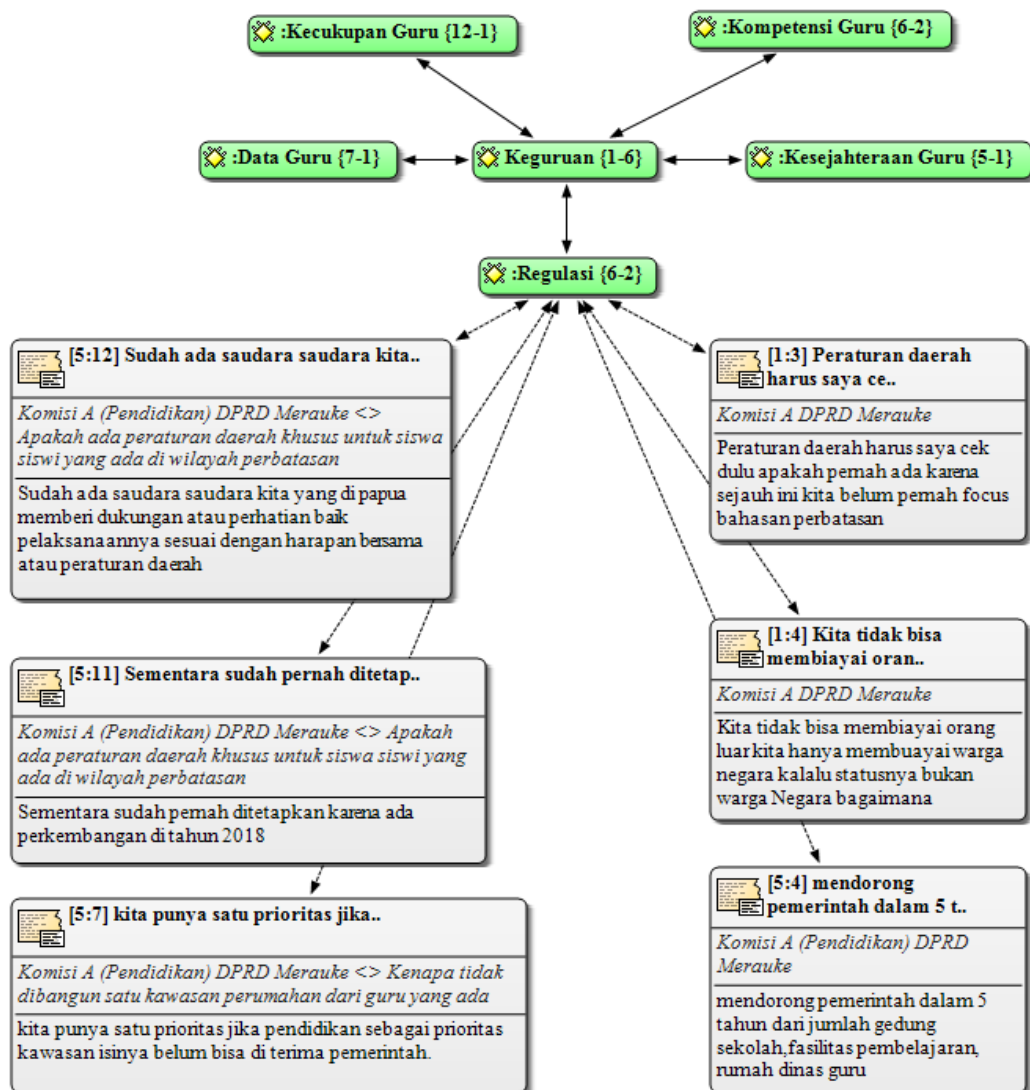 :Kecukupan Guru {12-1}
:Kompetensi Guru {6-2}
:Data Guru {7-1}
Keguruan {1-6}
:Kesejahteraan Guru {5-1}
:Regulasi {6-2}
[5:12] Sudah ada saudara saudara kita..
Komisi A (Pendidikan) DPRD Merauke <>
Apakah ada peraturan daerah khusus untuk siswa
siswi yang ada di wilayah perbatasan
Sudah ada saudara saudara kita yang di papua
memberi dukungan atau perhatian baik
pelaksanaannya sesuai dengan harapan bersama
atau peraturan daerah
[1:3] Peraturan daerah
harus saya ce..
Komisi A DPRD Merauke
Peraturan daerah harus saya cek
dulu apakah pernah ada karena
sejauh ini kita belum pernah focus
bahasan perbatasan
[5:11] Sementara sudah pernah ditetap..
Komisi A (Pendidikan) DPRD Merauke <> Apakah
ada peraturan daerah khusus untuk siswa siswi yang
ada di wilayah perbatasan
Sementara sudah pernah ditetapkan karena ada
perkembangan di tahun 2018
[1:4] Kita tidak bisa
membiayai oran..
Komisi A DPRD Merauke
Kita tidak bisa membiayai orang
luar kita hanya membuayai warga
negara kalalu statusnya bukan
warga Negara bagaimana
[5:7] kita punya satu prioritas jika..
Komisi A (Pendidikan) DPRD Merauke <> Kenapa tidak
dibangun satu kawasan perumahan dari guru yang ada
kita punya satu prioritas jika pendidikan sebagai prioritas
kawasan isinya belum bisa di terima pemerintah.
[5:4] mendorong
pemerintah dalam 5 t..
Komisi A (Pendidikan) DPRD
Merauke
mendorong pemerintah dalam 5
tahun dari jumlah gedung
sekolah,fasilitas pembelajaran,
rumah dinas guru